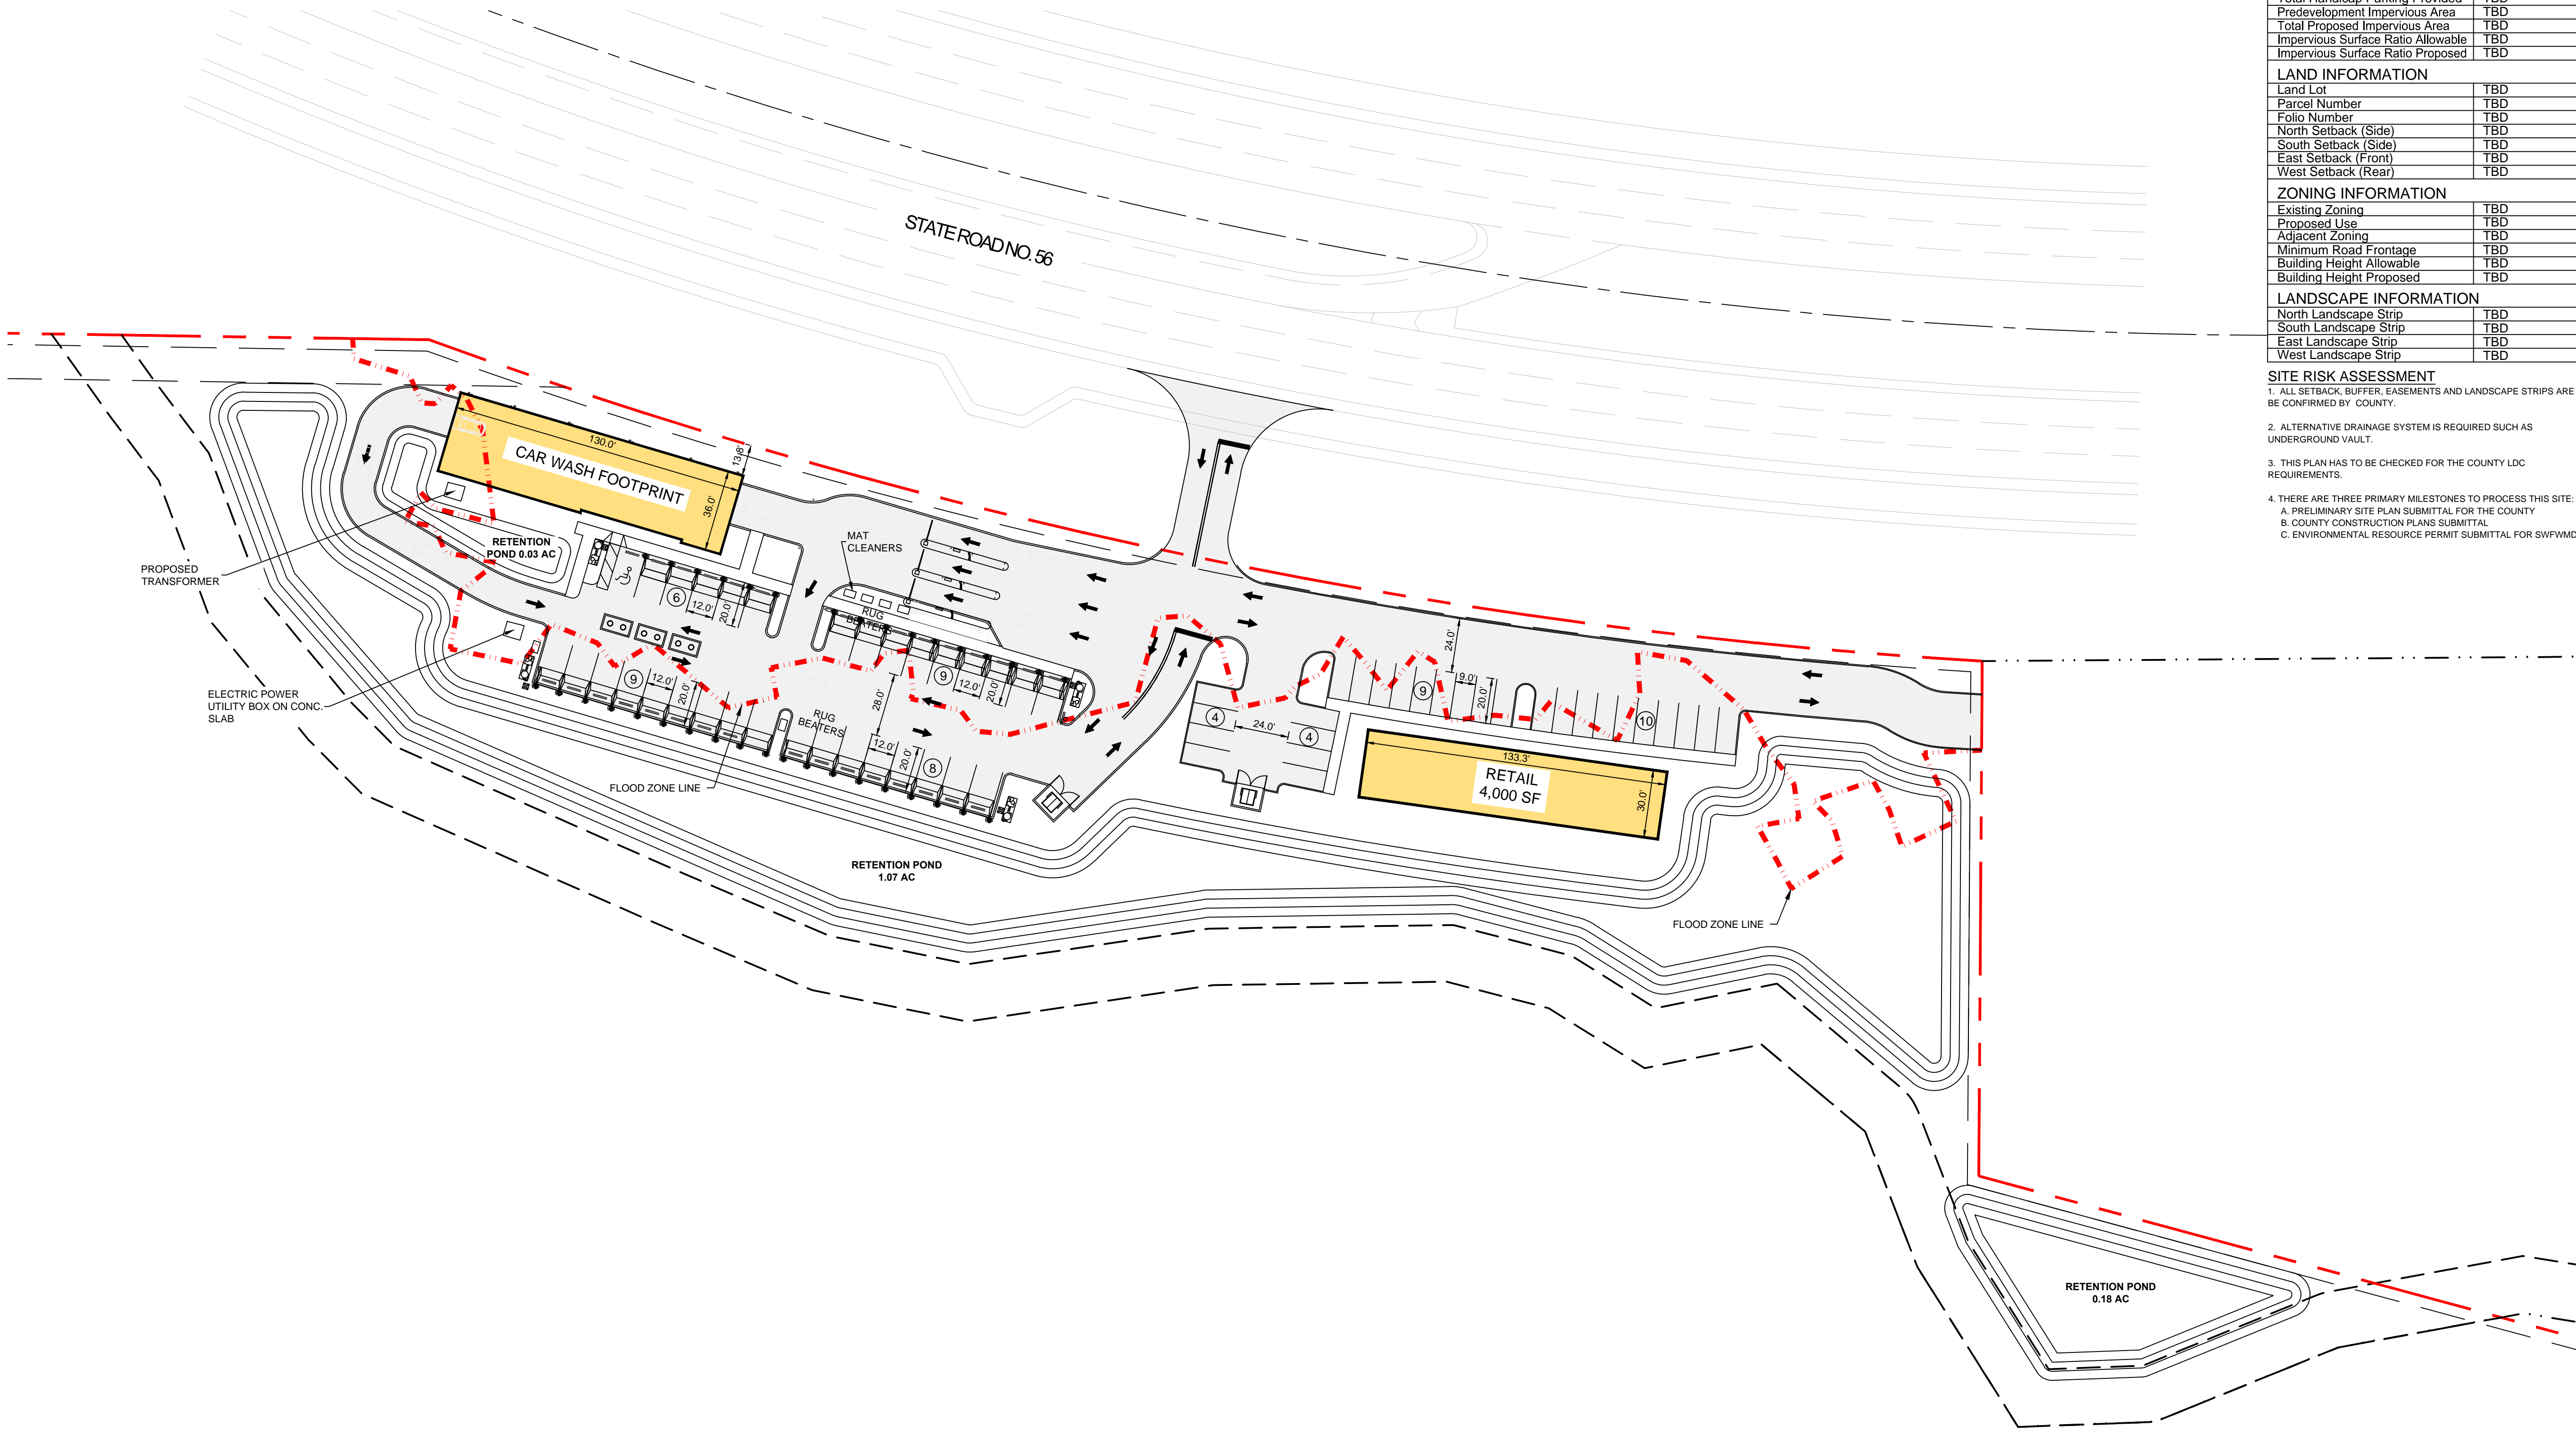 Total Handicap Parking Provided TBD
Predevelopment Impervious Area TBD
Total Proposed Impervious Area TBD
Impervious Surface Ratio Allowable TBD
Impervious Surface Ratio Proposed TBD
LAND INFORMATION
Land Lot TBD
Parcel Number TBD
Folio Number TBD
North Setback (Side) TBD
South Setback (Side) TBD
East Setback (Front) TBD
West Setback (Rear) TBD
ZONING INFORMATION
Existing Zoning TBD
Proposed Use TBD
Adjacent Zoning TBD
Minimum Road Frontage TBD
Building Height Allowable TBD
Building Height Proposed TBD
LANDSCAPE INFORMATION
North Landscape Strip TBD
South Landscape Strip TBD
East Landscape Strip TBD
West Landscape Strip TBD
SITE RISK ASSESSMENT
1. ALL SETBACK, BUFFER, EASEMENTS AND LANDSCAPE STRIPS ARE
BE CONFIRMED BY COUNTY.
2. ALTERNATIVE DRAINAGE SYSTEM IS REQUIRED SUCH AS
UNDERGROUND VAULT.
3. THIS PLAN HAS TO BE CHECKED FOR THE COUNTY LDC
REQUIREMENTS.
4. THERE ARE THREE PRIMARY MILESTONES TO PROCESS THIS SITE:
A. PRELIMINARY SITE PLAN SUBMITTAL FOR THE COUNTY
B. COUNTY CONSTRUCTION PLANS SUBMITTAL
C. ENVIRONMENTAL RESOURCE PERMIT SUBMITTAL FOR SWFWMD
STATE ROAD NO. 56
130.0'
CAR WASH FOOTPRINT
13.8'
36.0'
MAT
CLEANERS
RETENTION
POND 0.03 AC
PROPOSED
TRANSFORMER
6
12.0'
20.0'
RUG
BEATERS
ELECTRIC POWER
UTILITY BOX ON CONC.
SLAB
9
12.0'
20.0'
9
12.0'
20.0'
28.0'
RUG
BEATERS
12.0'
20.0'
8
FLOOD ZONE LINE
4
24.0'
4
24.0'
9
9.0'
20.0'
10
133.3'
RETAIL
4,000 SF
30.0'
RETENTION POND
1.07 AC
FLOOD ZONE LINE
RETENTION POND
0.18 AC